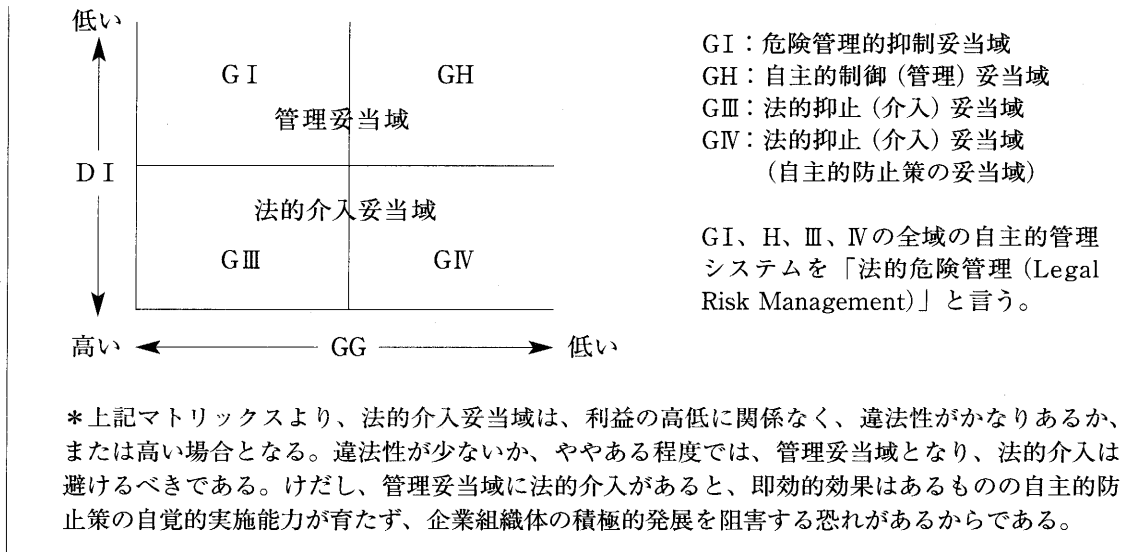 低い
GⅠ
GH
管理妥当域
DⅠ
法的介入妥当域
GⅢ
GⅣ
高い
GG
低い
GⅠ：危険管理的抑制妥当域
GH：自主的制御（管理）妥当域
GⅢ：法的抑止（介入）妥当域
GⅣ：法的抑止（介入）妥当域
（自主的防止策の妥当域）
GⅠ、H、Ⅲ、Ⅳの全域の自主的管理
システムを「法的危険管理（Legal
Risk Management）」と言う。
＊上記マトリックスより、法的介入妥当域は、利益の高低に関係なく、違法性がかなりあるか、
または高い場合となる。違法性が少ないか、ややある程度では、管理妥当域となり、法的介入は
避けるべきである。けだし、管理妥当域に法的介入があると、即効的効果はあるものの自主的防
止策の自覚的実施能力が育たず、企業組織体の積極的発展を阻害する恐れがあるからである。